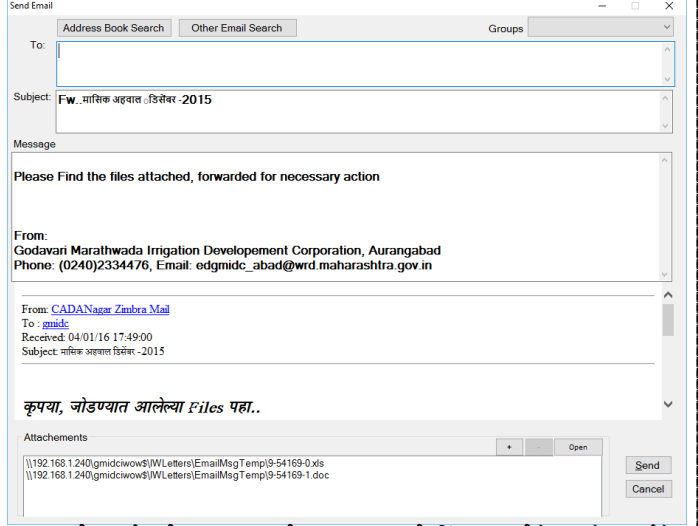 Send Email
Address Book Search Other Email Search Groups
To:
Subject: Fw..मासिक अहवाल ॰डिसेंबर -2015
Message
Please Find the files attached, forwarded for necessary action
From:
Godavari Marathwada Irrigation Developement Corporation, Aurangabad
Phone: (0240)2334476, Email: edgmidc_abad@wrd.maharashtra.gov.in
From: CADANagar Zimbra Mail
To : gmidc
Received: 04/01/16 17:49:00
Subject: मासिक अहवाल डिसेंबर -2015
कृपया, जोडण्यात आलेल्या Files पहा..
Attachements
+ - Open
\\192.168.1.240\gmidciwow$\IWLetters\EmailMsgTemp\9-54169-0.xls
\\192.168.1.240\gmidciwow$\IWLetters\EmailMsgTemp\9-54169-1.doc
Send
Cancel